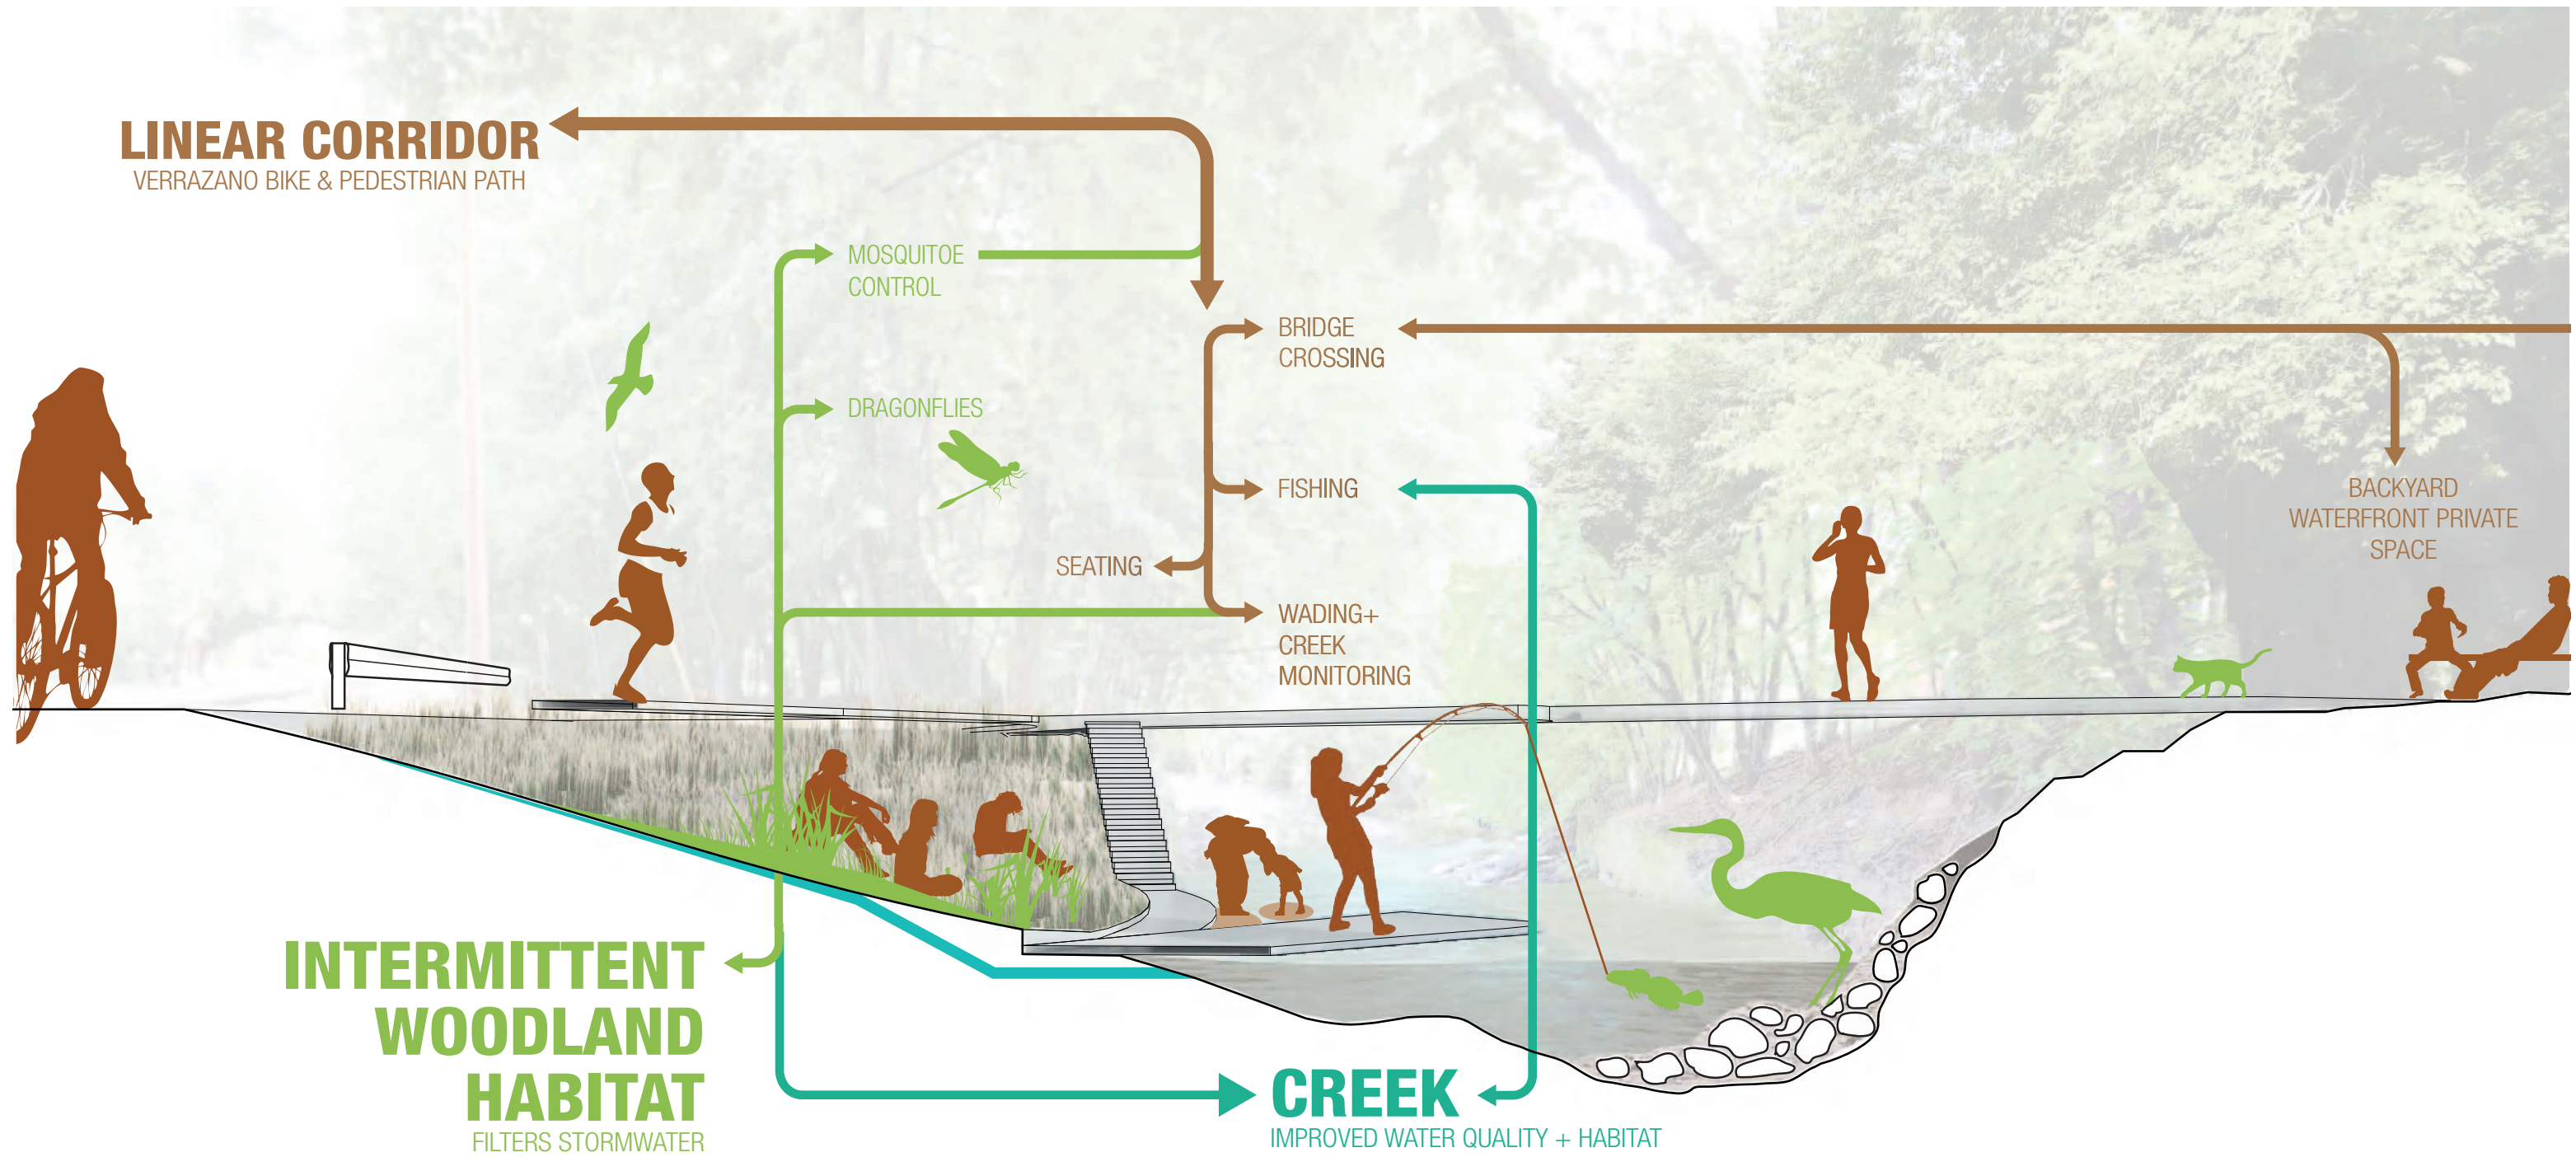 LINEAR CORRIDOR
VERRAZANO BIKE & PEDESTRIAN PATH
MOSQUITOE
CONTROL
BRIDGE
CROSSING
DRAGONFLIES
FISHING
SEATING
WADING+
CREEK
MONITORING
BACKYARD
WATERFRONT PRIVATE
SPACE
INTERMITTENT
WOODLAND
HABITAT
FILTERS STORMWATER
CREEK
IMPROVED WATER QUALITY + HABITAT